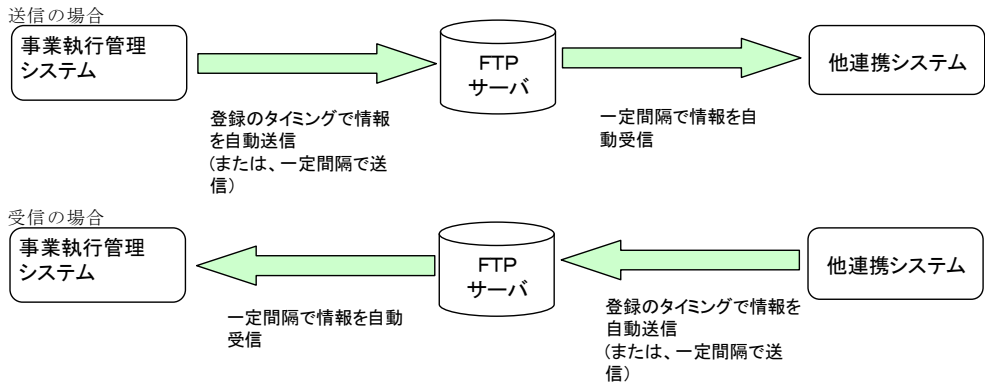 送信の場合
事業執行管理
システム
FTP
サーバ
他連携システム
登録のタイミングで情報
を自動送信
(または、一定間隔で送
信)
一定間隔で情報を自
動受信
受信の場合
事業執行管理
システム
FTP
サーバ
他連携システム
一定間隔で情報を自動
受信
登録のタイミングで情報を
自動送信
(または、一定間隔で送
信)